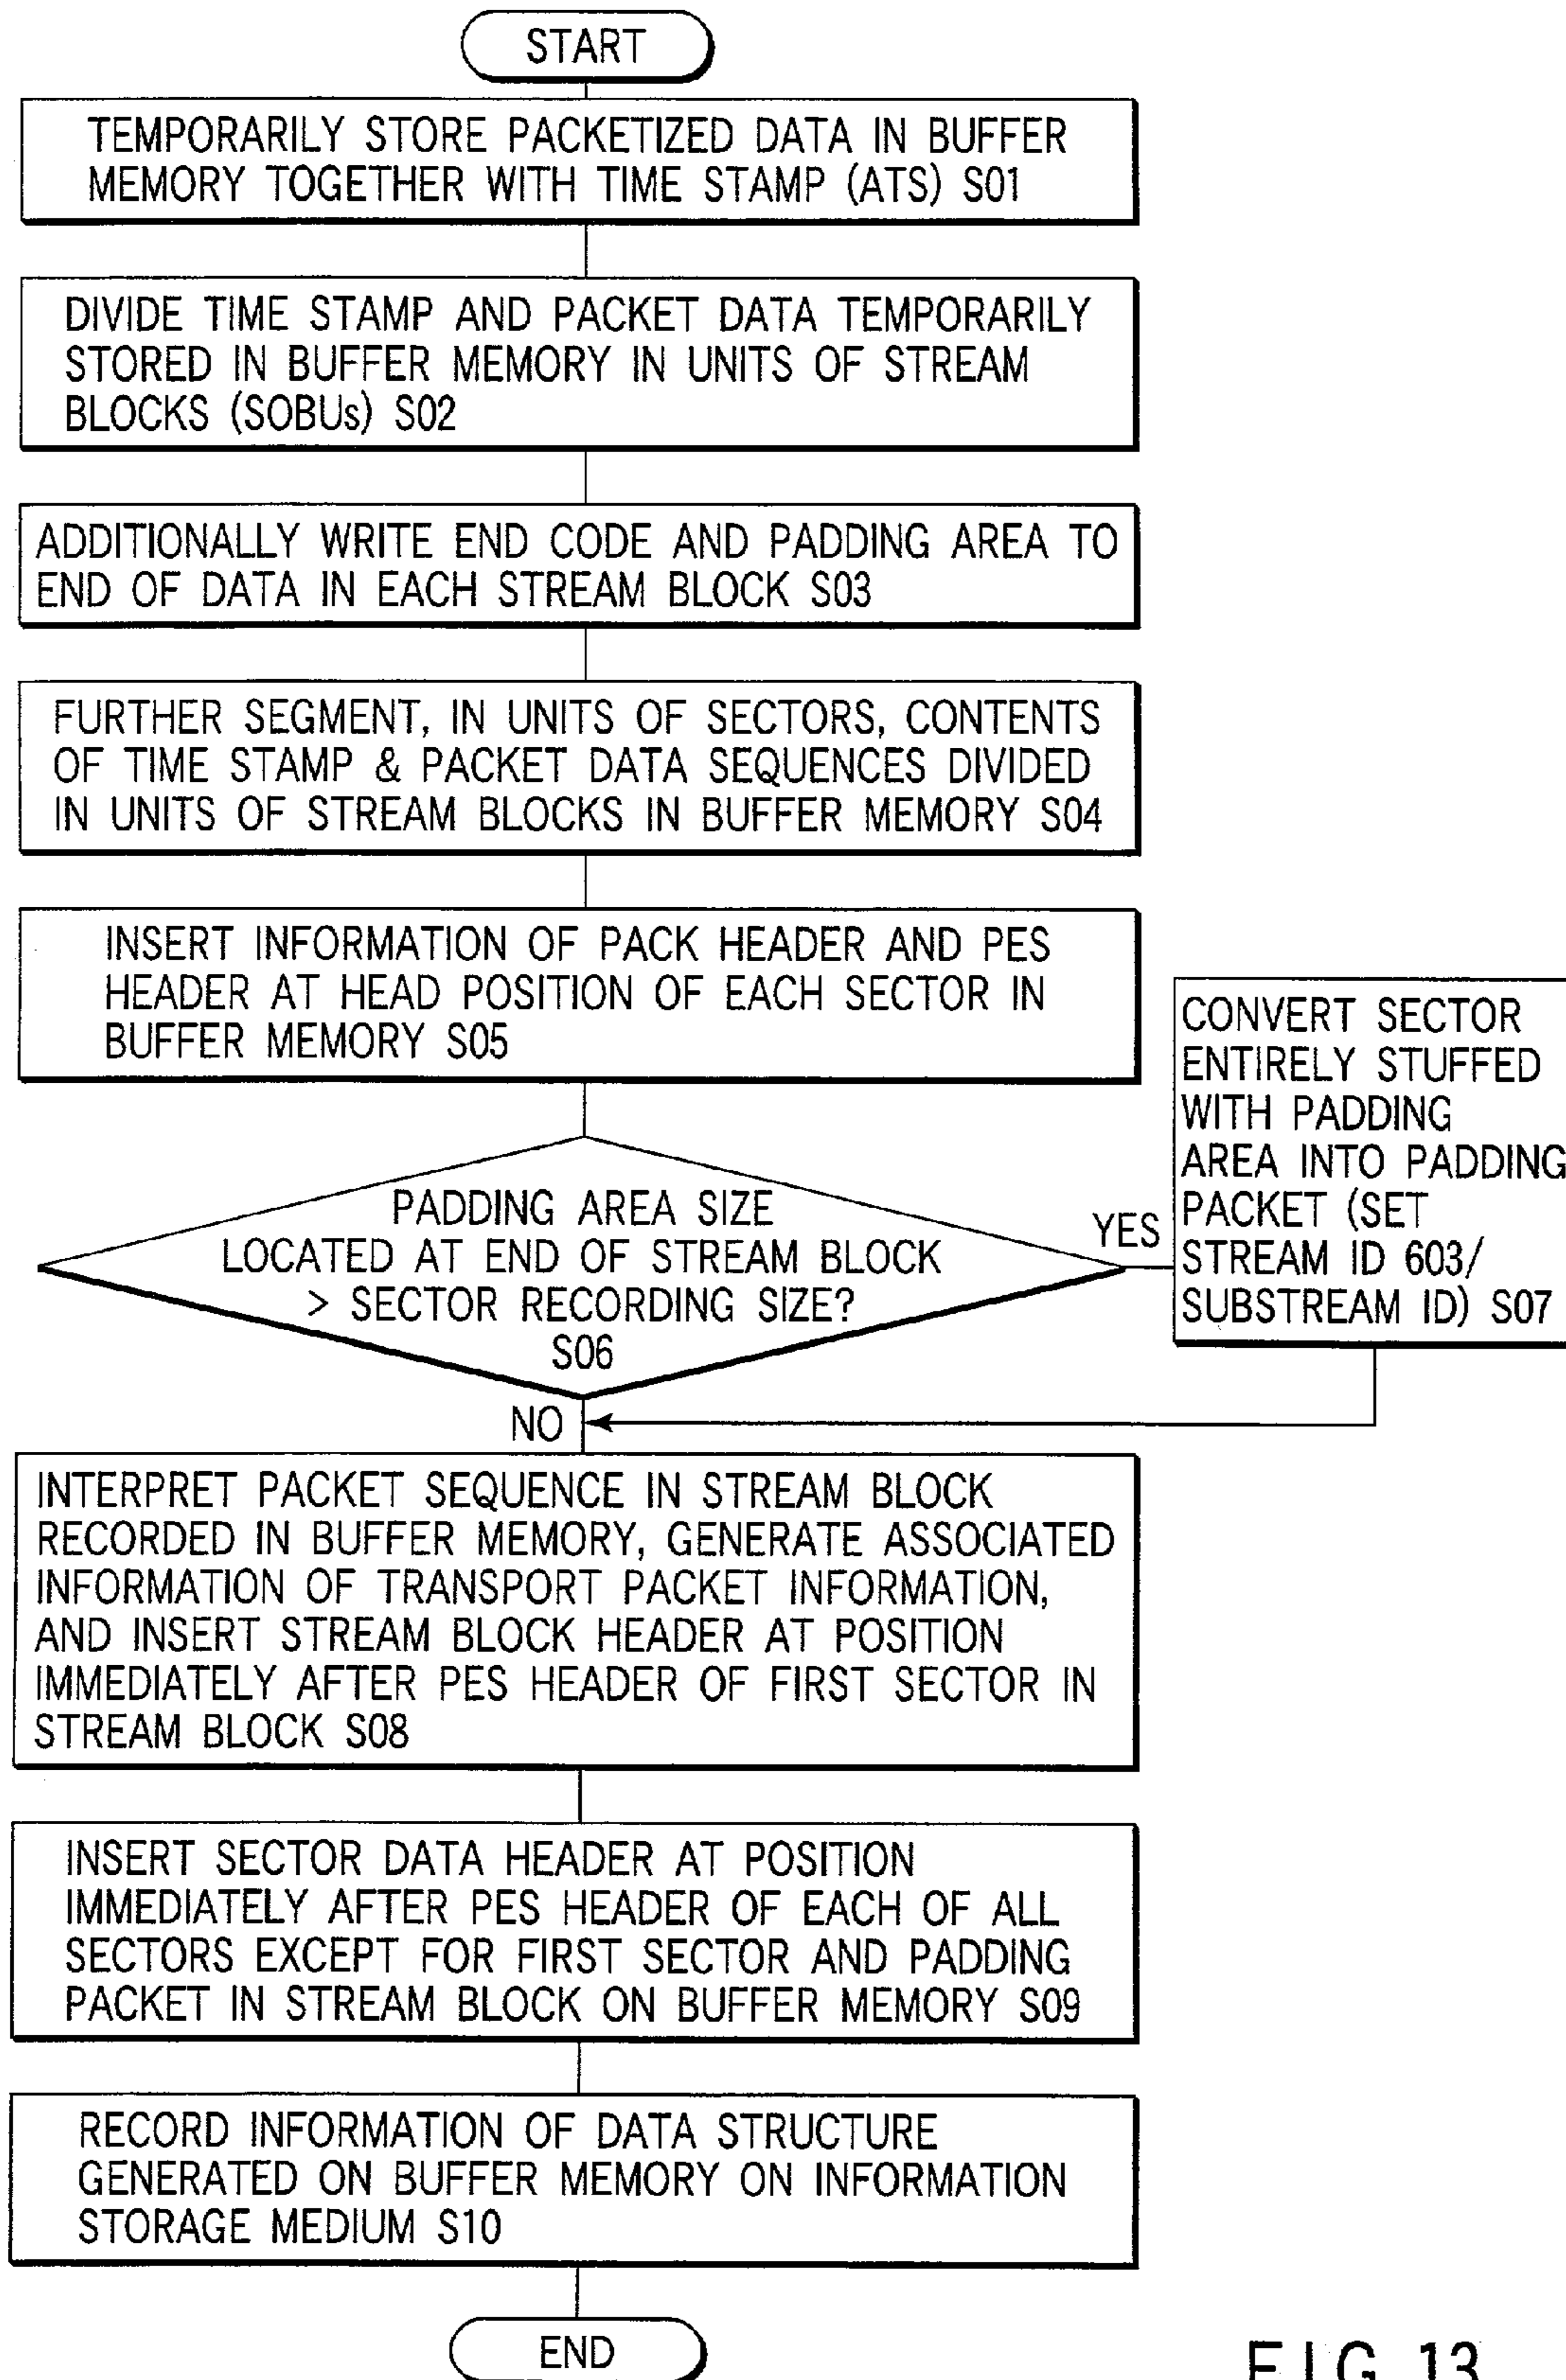 START
TEMPORARILY STORE PACKETIZED DATA IN BUFFER
MEMORY TOGETHER WITH TIME STAMP (ATS) S01
DIVIDE TIME STAMP AND PACKET DATA TEMPORARILY
STORED IN BUFFER MEMORY IN UNITS OF STREAM
BLOCKS (SOBUs) S02
ADDITIONALLY WRITE END CODE AND PADDING AREA TO
END OF DATA IN EACH STREAM BLOCK S03
FURTHER SEGMENT, IN UNITS OF SECTORS, CONTENTS
OF TIME STAMP & PACKET DATA SEQUENCES DIVIDED
IN UNITS OF STREAM BLOCKS IN BUFFER MEMORY S04
INSERT INFORMATION OF PACK HEADER AND PES
HEADER AT HEAD POSITION OF EACH SECTOR IN
BUFFER MEMORY S05
PADDING AREA SIZE
LOCATED AT END OF STREAM BLOCK
> SECTOR RECORDING SIZE?
S06
YES
CONVERT SECTOR
ENTIRELY STUFFED
WITH PADDING
AREA INTO PADDING
PACKET (SET
STREAM ID 603/
SUBSTREAM ID) S07
NO
INTERPRET PACKET SEQUENCE IN STREAM BLOCK
RECORDED IN BUFFER MEMORY, GENERATE ASSOCIATED
INFORMATION OF TRANSPORT PACKET INFORMATION,
AND INSERT STREAM BLOCK HEADER AT POSITION
IMMEDIATELY AFTER PES HEADER OF FIRST SECTOR IN
STREAM BLOCK S08
INSERT SECTOR DATA HEADER AT POSITION
IMMEDIATELY AFTER PES HEADER OF EACH OF ALL
SECTORS EXCEPT FOR FIRST SECTOR AND PADDING
PACKET IN STREAM BLOCK ON BUFFER MEMORY S09
RECORD INFORMATION OF DATA STRUCTURE
GENERATED ON BUFFER MEMORY ON INFORMATION
STORAGE MEDIUM S10
END
FIG. 13